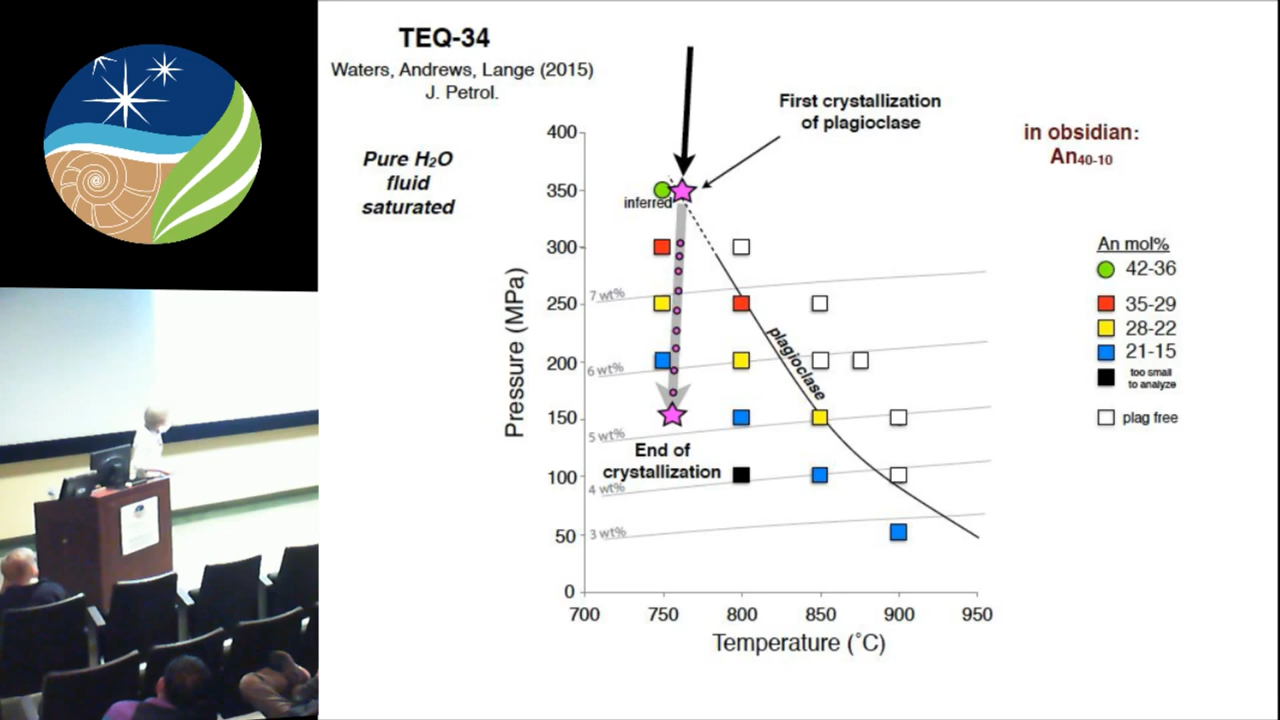 TEQ-34
Waters, Andrews, Lange (2015)
J. Petrol.
Pure H₂O
fluid
saturated
First crystallization
of plagioclase
in obsidian:
An₄₀₋₁₀
400
350
300
250
200
150
100
50
0
Pressure (MPa)
inferred
7 wt%
6 wt%
5 wt%
4 wt%
3 wt%
plagioclase
End of
crystallization
700
750
800
850
900
950
Temperature (˚C)
An mol%
42-36
35-29
28-22
21-15
too small
to analyze
plag free